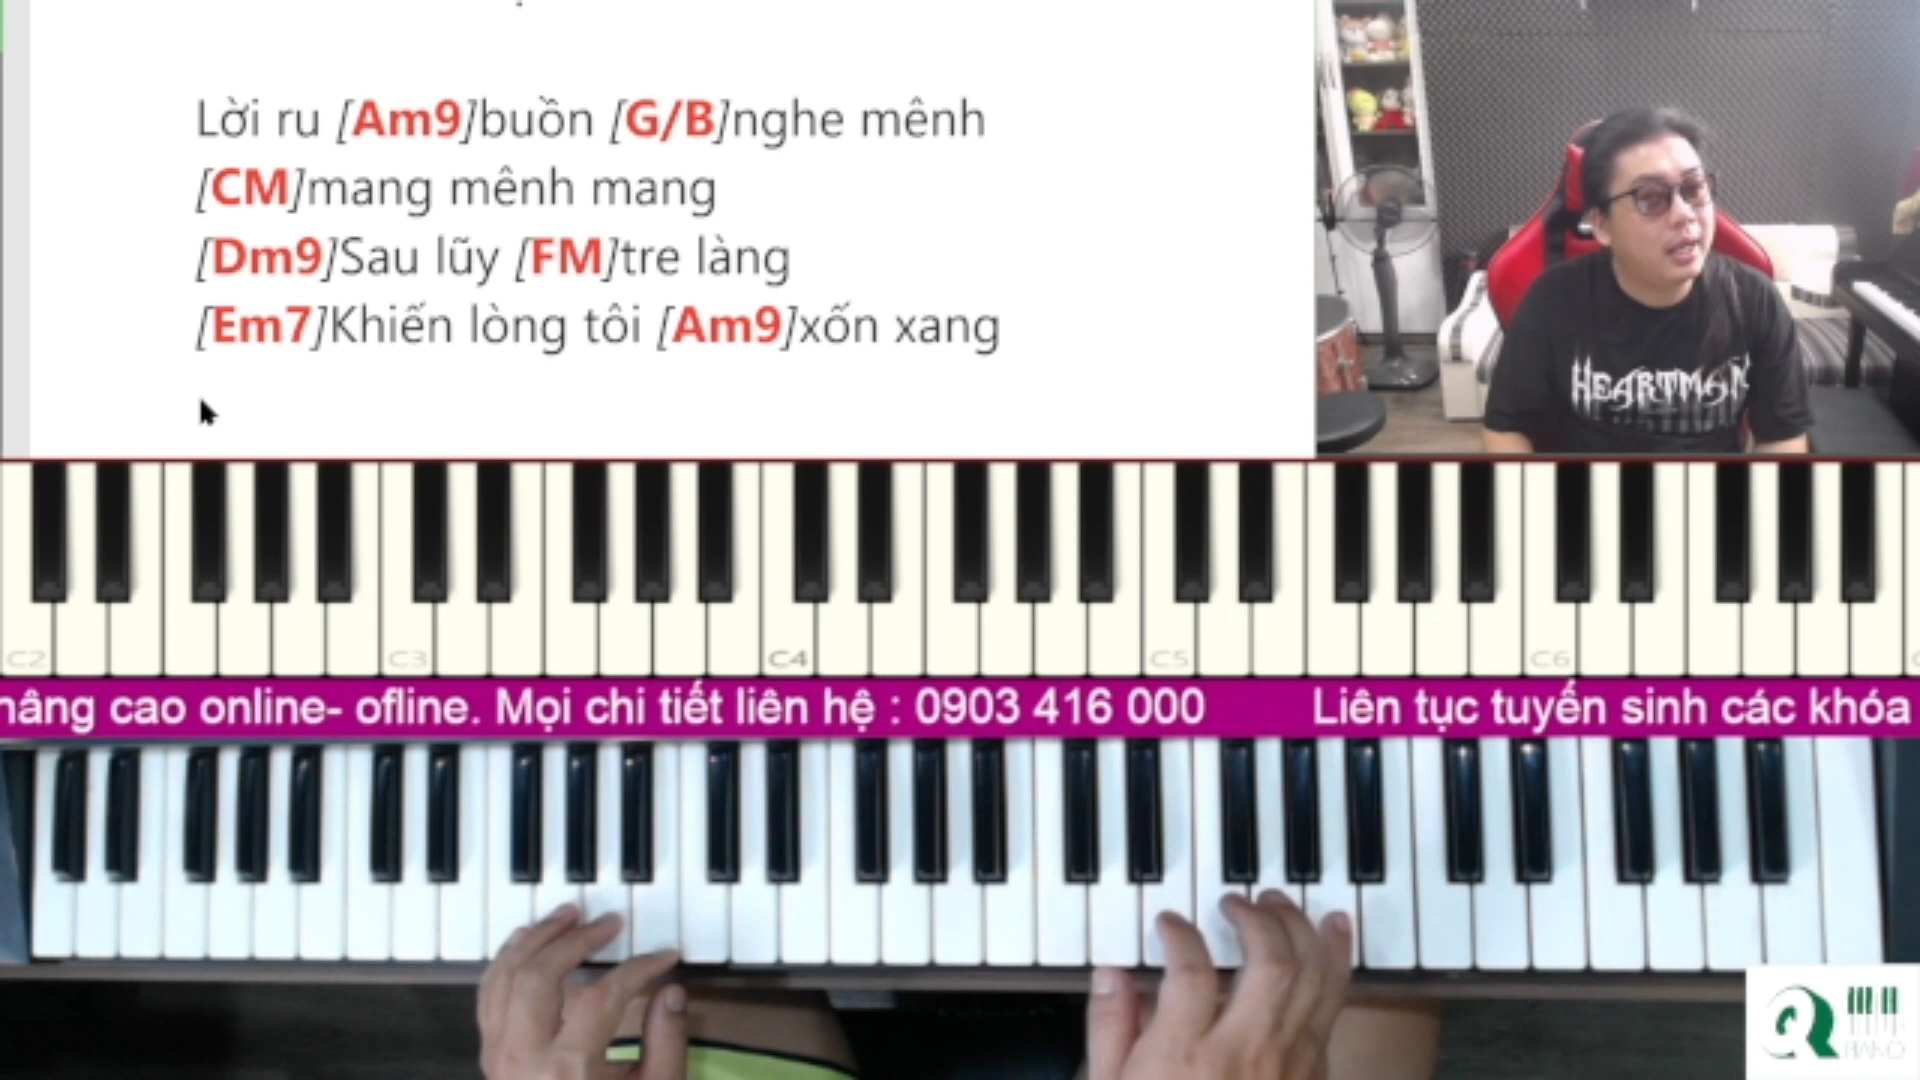 Lời ru [Am9]buồn [G/B]nghe mênh
[CM]mang mênh mang
[Dm9]Sau lũy [FM]tre làng
[Em7]Khiến lòng tôi [Am9]xốn xang
HEARTMAN
C2 C3 C4 C5 C6
nâng cao online- ofline. Mọi chi tiết liên hệ : 0903 416 000 Liên tục tuyển sinh các khóa
PIANO